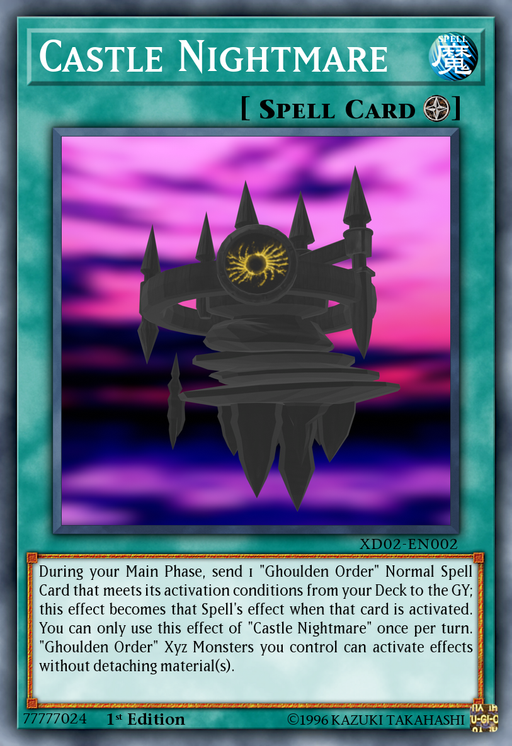 CASTLE NIGHTMARE
SPELL
魔
[ SPELL CARD ]
XD02-EN002
During your Main Phase, send 1 "Ghoulden Order" Normal Spell
Card that meets its activation conditions from your Deck to the GY;
this effect becomes that Spell's effect when that card is activated.
You can only use this effect of "Castle Nightmare" once per turn.
"Ghoulden Order" Xyz Monsters you control can activate effects
without detaching material(s).
77777024 1st Edition ©1996 KAZUKI TAKAHASHI